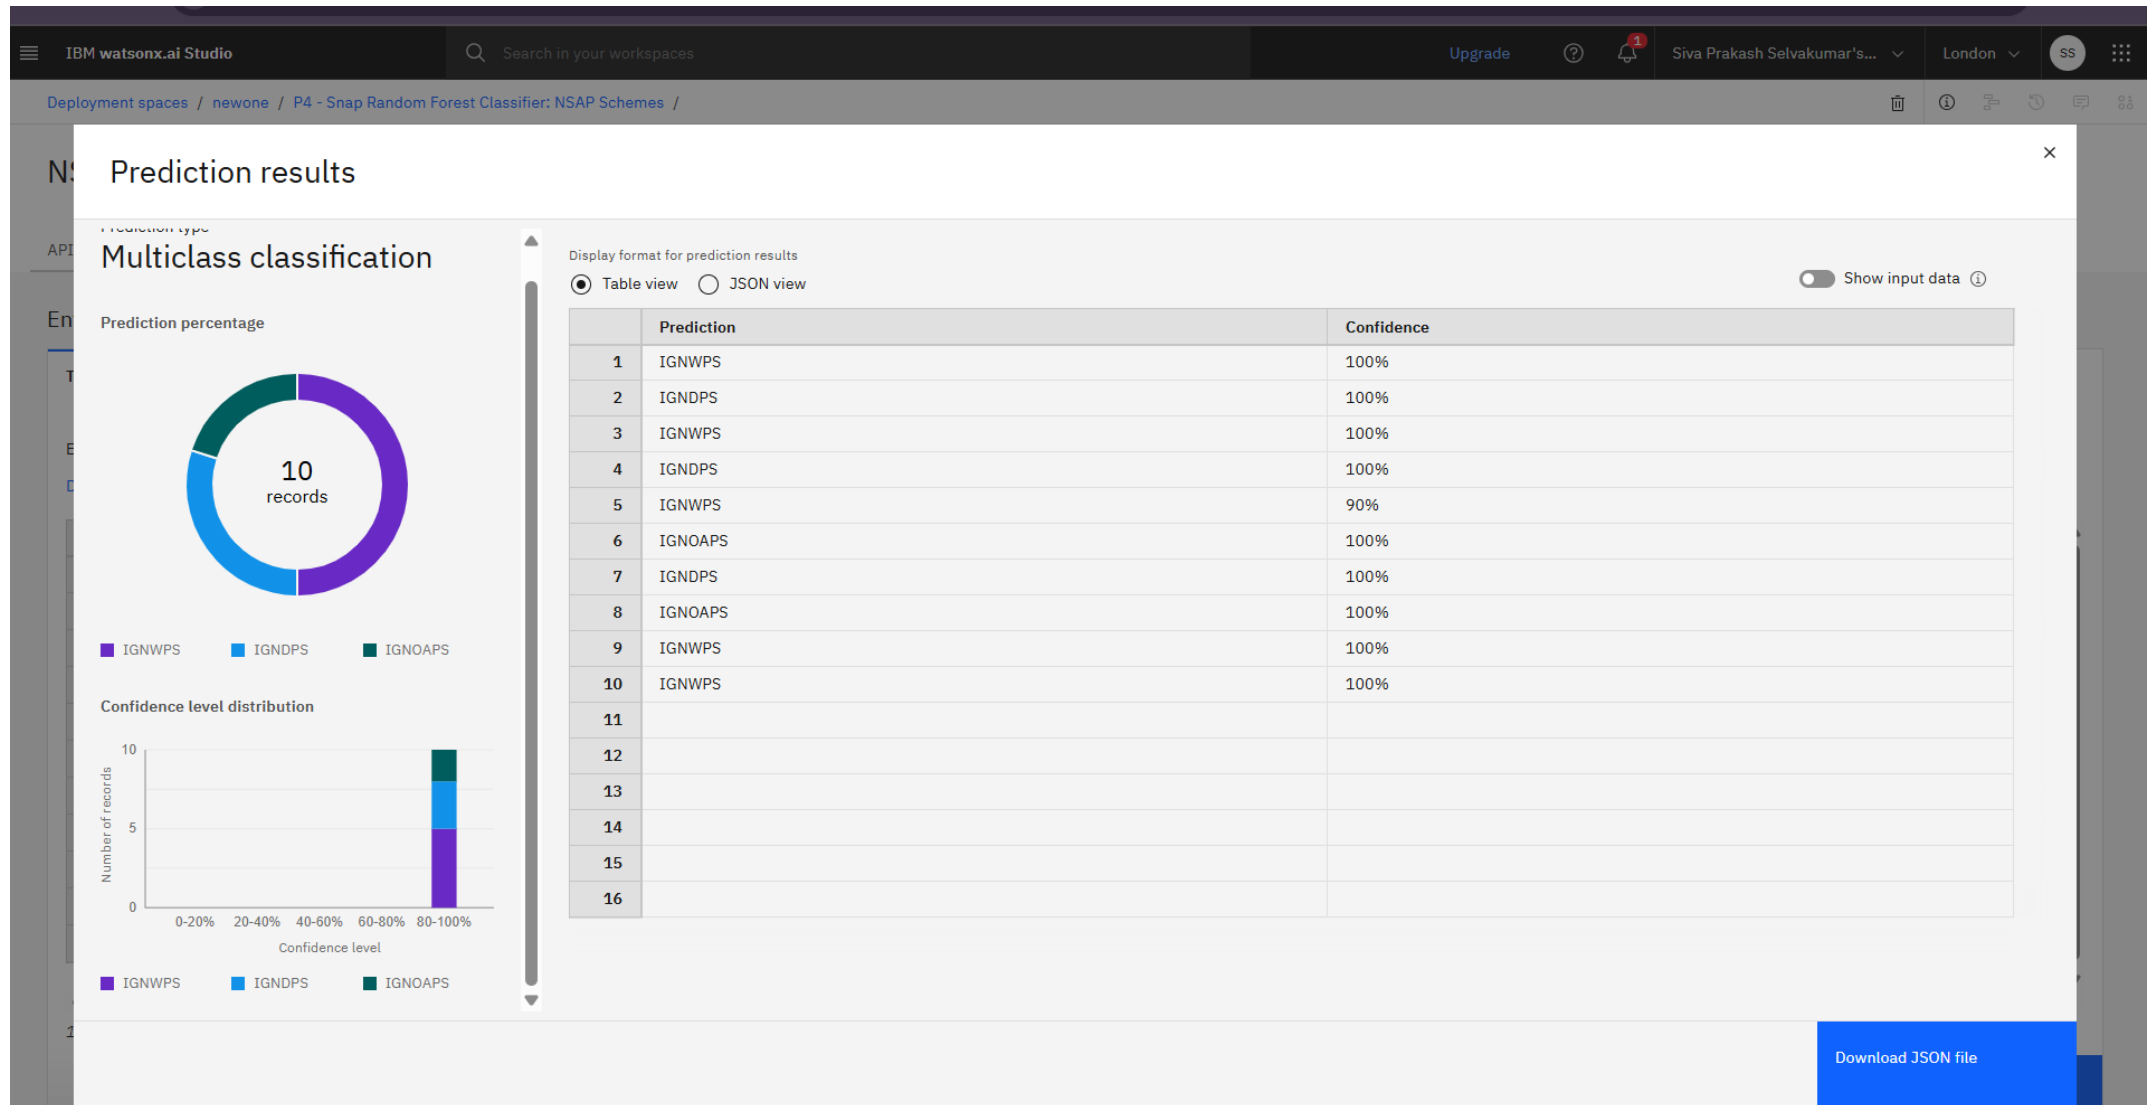 IBM watsonx.ai Studio
Search in your workspaces
Upgrade
1
Siva Prakash Selvakumar's...
London
SS
Deployment spaces / newone / P4 - Snap Random Forest Classifier: NSAP Schemes /
Prediction results
API
Prediction type
Multiclass classification
Prediction percentage
10
records
IGNWPS IGNDPS IGNOAPS
Confidence level distribution
Number of records
10
5
0
0-20% 20-40% 40-60% 60-80% 80-100%
Confidence level
IGNWPS IGNDPS IGNOAPS
Display format for prediction results
Table view JSON view
Show input data
Prediction Confidence
1 IGNWPS 100%
2 IGNDPS 100%
3 IGNWPS 100%
4 IGNDPS 100%
5 IGNWPS 90%
6 IGNOAPS 100%
7 IGNDPS 100%
8 IGNOAPS 100%
9 IGNWPS 100%
10 IGNWPS 100%
11
12
13
14
15
16
Download JSON file